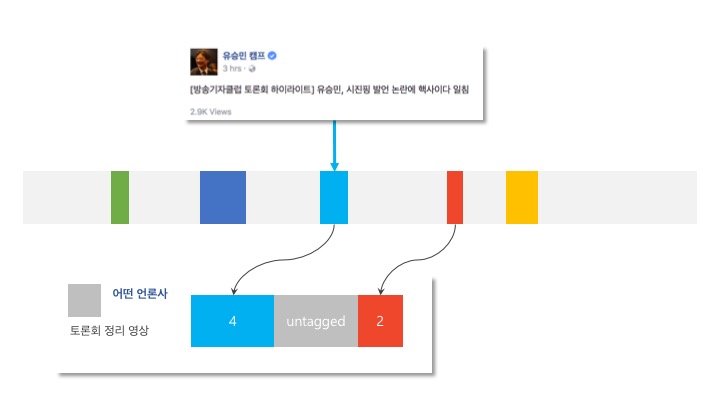 유승민 캠프
3 hrs ·
[방송기자클럽 토론회 하이라이트] 유승민, 시진핑 발언 논란에 핵사이다 일침
2.9K Views
어떤 언론사
토론회 정리 영상
4
untagged
2